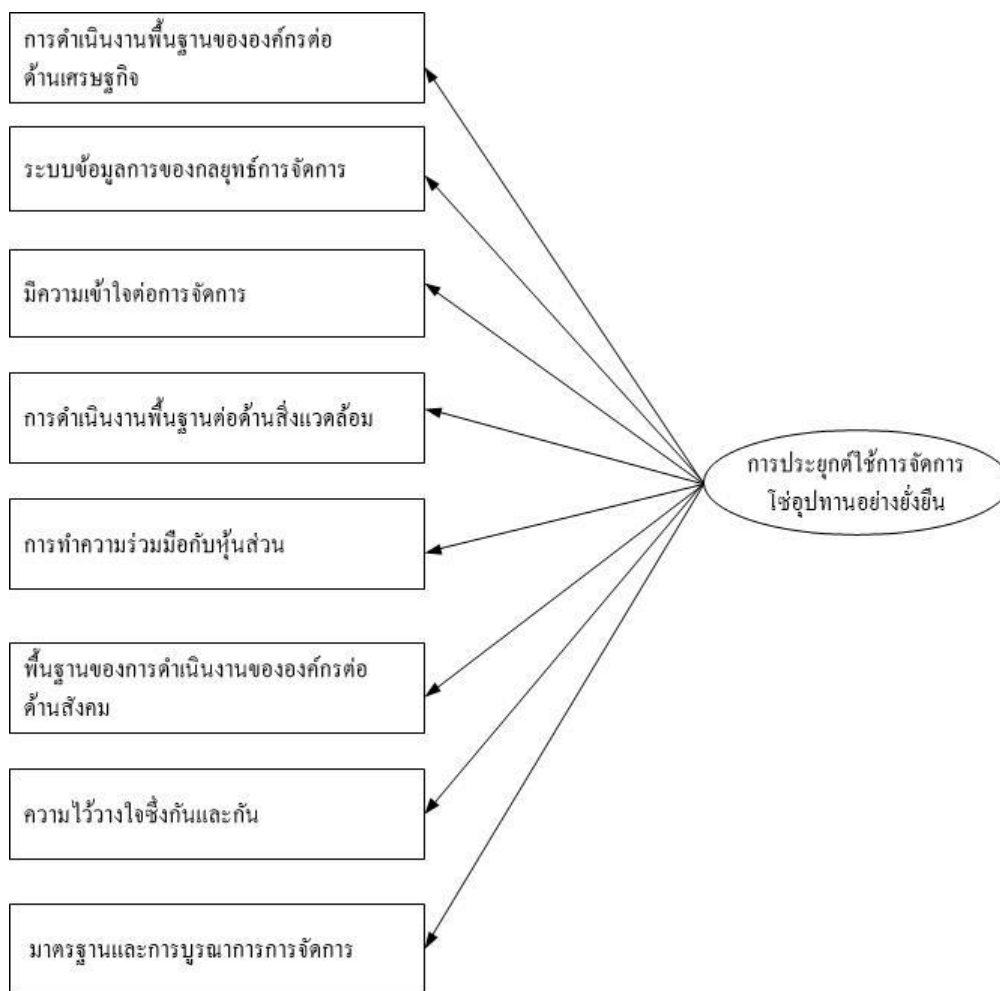 การดำเนินงานพื้นฐานขององค์กรต่อ
ด้านเศรษฐกิจ
ระบบข้อมูลการของกลยุทธ์การจัดการ
มีความเข้าใจต่อการจัดการ
การดำเนินงานพื้นฐานต่อด้านสิ่งแวดล้อม
การประยุกต์ใช้การจัดการ
โซ่อุปทานอย่างยั่งยืน
การทำความร่วมมือกับหุ้นส่วน
พื้นฐานของการดำเนินงานขององค์กรต่อ
ด้านสังคม
ความไว้วางใจซึ่งกันและกัน
มาตรฐานและการบูรณาการการจัดการ